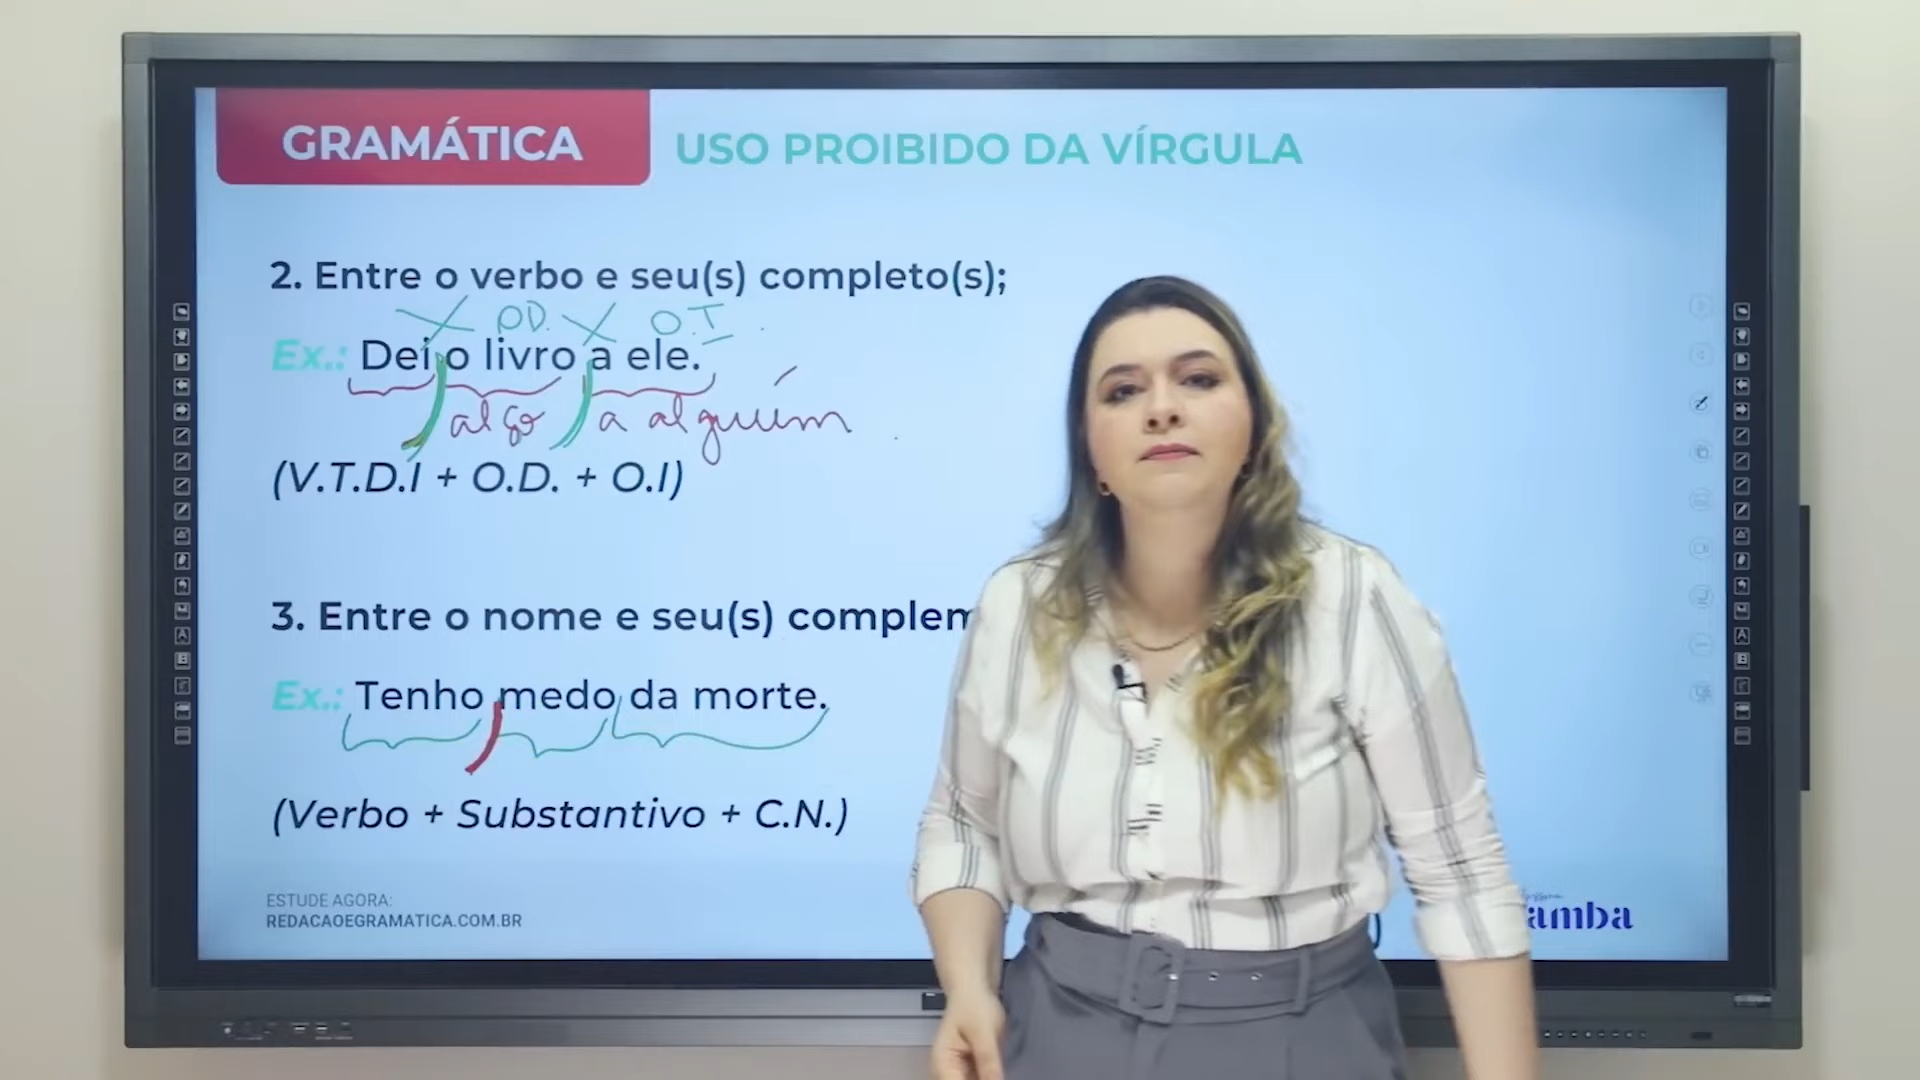 GRAMÁTICA USO PROIBIDO DA VÍRGULA
2. Entre o verbo e seu(s) completo(s);
X O.D. X O.I
Ex.: Dei o livro a ele.
algo a alguém
(V.T.D.I + O.D. + O.I)
3. Entre o nome e seu(s) complem
Ex.: Tenho medo da morte.
(Verbo + Substantivo + C.N.)
ESTUDE AGORA:
REDACAOEGRAMATICA.COM.BR
amba